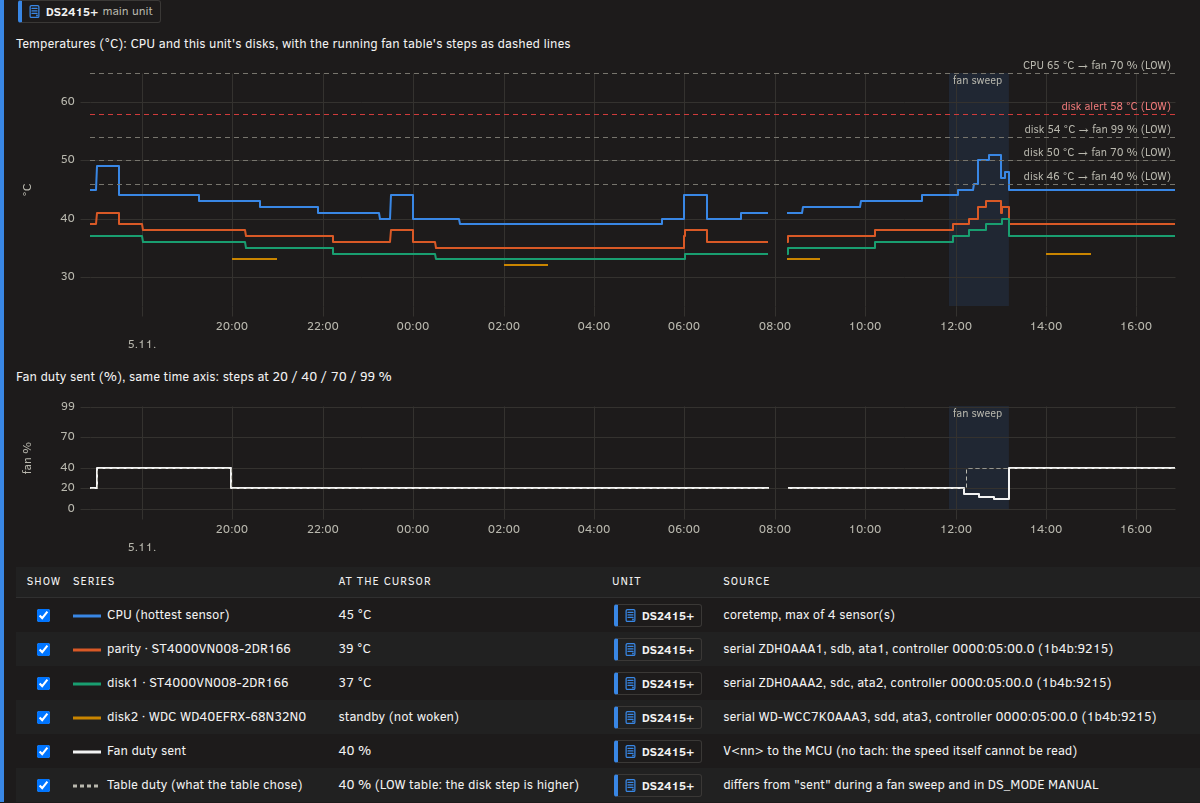 DS2415+ main unit
Temperatures (°C): CPU and this unit's disks, with the running fan table's steps as dashed lines
CPU 65 °C → fan 70 % (LOW)
fan sweep
60
disk alert 58 °C (LOW)
disk 54 °C → fan 99 % (LOW)
50
disk 50 °C → fan 70 % (LOW)
disk 46 °C → fan 40 % (LOW)
°C
40
30
20:00 22:00 00:00 02:00 04:00 06:00 08:00 10:00 12:00 14:00 16:00
5.11.
Fan duty sent (%), same time axis: steps at 20 / 40 / 70 / 99 %
99
fan sweep
70
fan %
40
20
0
20:00 22:00 00:00 02:00 04:00 06:00 08:00 10:00 12:00 14:00 16:00
5.11.
SHOW SERIES AT THE CURSOR UNIT SOURCE
CPU (hottest sensor) 45 °C DS2415+ coretemp, max of 4 sensor(s)
parity · ST4000VN008-2DR166 39 °C DS2415+ serial ZDH0AAA1, sdb, ata1, controller 0000:05:00.0 (1b4b:9215)
disk1 · ST4000VN008-2DR166 37 °C DS2415+ serial ZDH0AAA2, sdc, ata2, controller 0000:05:00.0 (1b4b:9215)
disk2 · WDC WD40EFRX-68N32N0 standby (not woken) DS2415+ serial WD-WCC7K0AAA3, sdd, ata3, controller 0000:05:00.0 (1b4b:9215)
Fan duty sent 40 % DS2415+ V<nn> to the MCU (no tach: the speed itself cannot be read)
Table duty (what the table chose) 40 % (LOW table: the disk step is higher) DS2415+ differs from "sent" during a fan sweep and in DS_MODE MANUAL